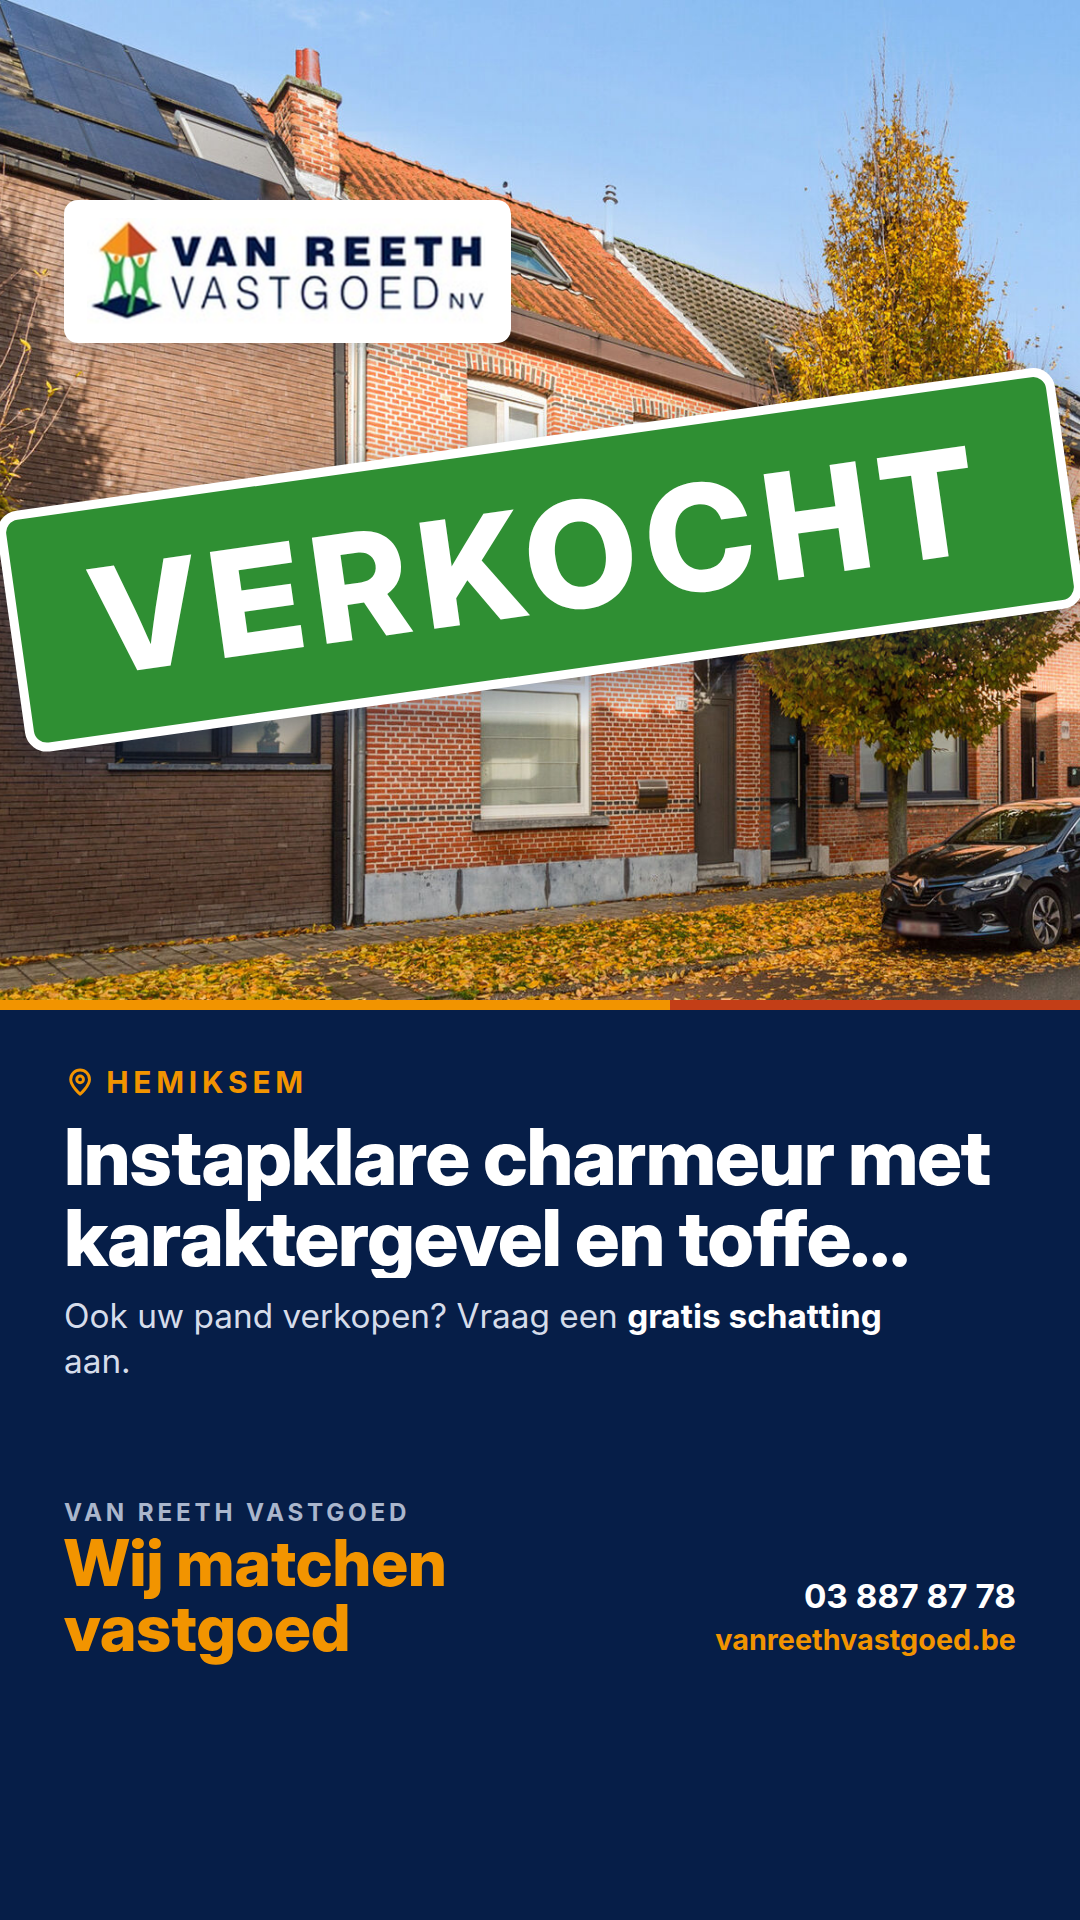 VAN REETH
VASTGOED NV
VERKOCHT
HEMIKSEM
Instapklare charmeur met
karaktergevel en toffe...
Ook uw pand verkopen? Vraag een gratis schatting
aan.
VAN REETH VASTGOED
Wij matchen
vastgoed
03 887 87 78
vanreethvastgoed.be